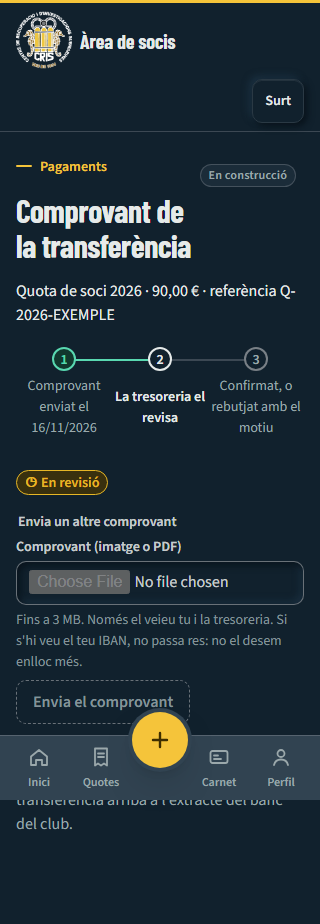 CRIS
Àrea de socis
Surt
Pagaments
En construcció
Comprovant de
la transferència
Quota de soci 2026 · 90,00 € · referència Q-
2026-EXEMPLE
1
2
3
Comprovant
enviat el
16/11/2026
La tresoreria el
revisa
Confirmat, o
rebutjat amb el
motiu
En revisió
Envia un altre comprovant
Comprovant (imatge o PDF)
Choose File No file chosen
Fins a 3 MB. Només el veieu tu i la tresoreria. Si
s'hi veu el teu IBAN, no passa res: no el desem
enlloc més.
Envia el comprovant
+
Inici
Quotes
Carnet
Perfil
transferència arriba a l'extracte del banc
del club.